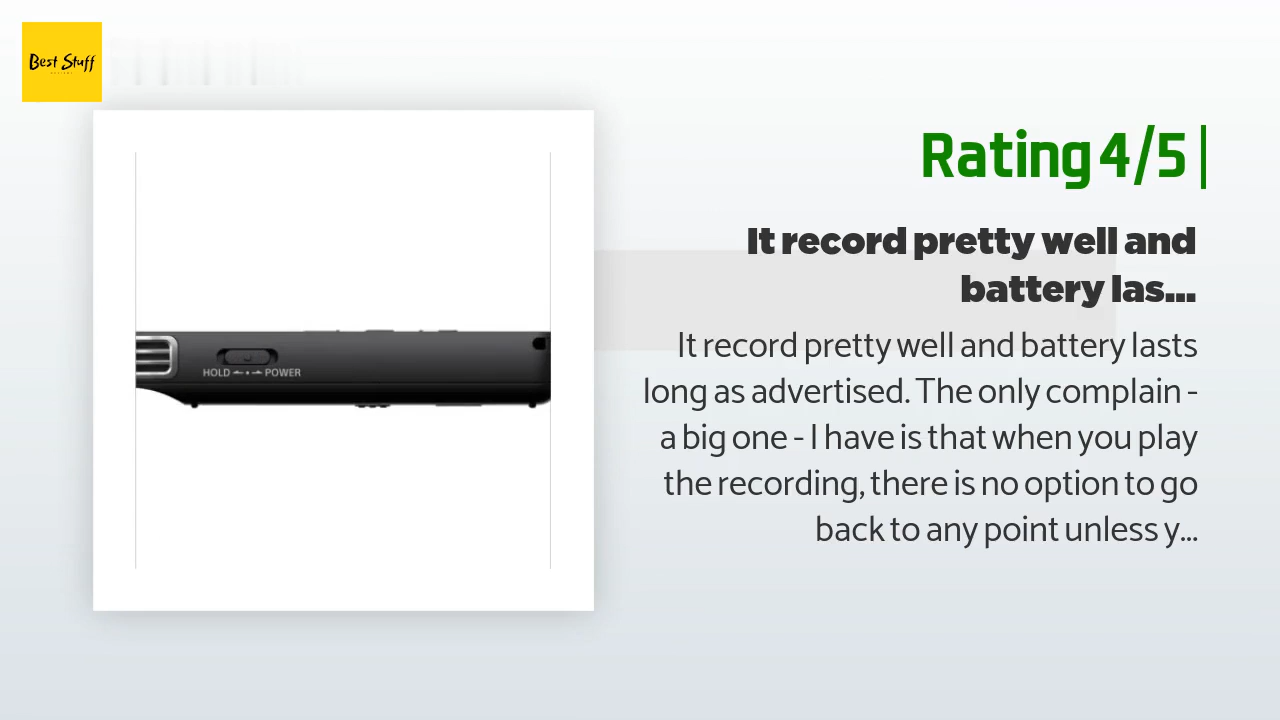 Best Stuff
Rating 4/5 |
It record pretty well and
battery las...
It record pretty well and battery lasts
long as advertised. The only complain -
a big one - I have is that when you play
the recording, there is no option to go
back to any point unless y...
HOLD POWER